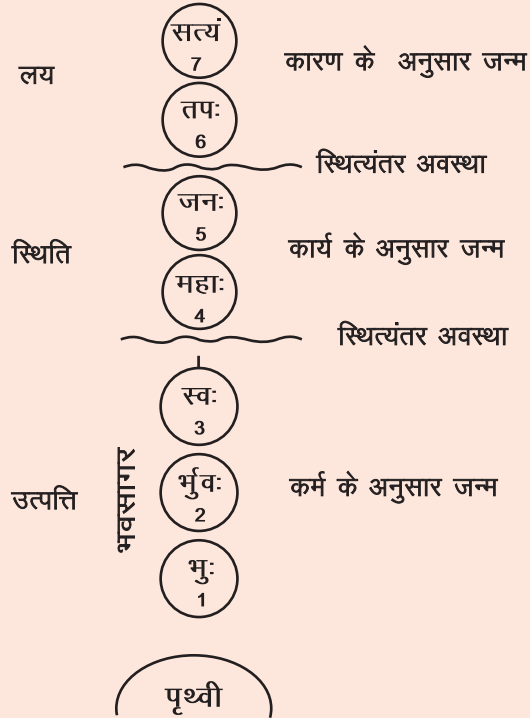 सत्यं
7
लय
कारण के अनुसार जन्म
तपः
6
स्थित्यंतर अवस्था
जनः
5
स्थिति
कार्य के अनुसार जन्म
महाः
4
स्थित्यंतर अवस्था
स्वः
3
भवसागर
उत्पत्ति
र्भुवः
2
कर्म के अनुसार जन्म
भुः
1
पृथ्वी